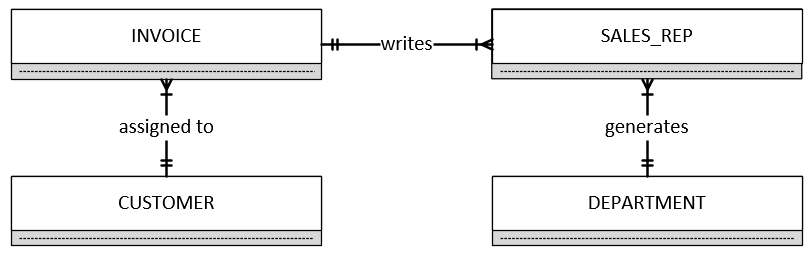 INVOICE
writes
SALES_REP
assigned to
generates
CUSTOMER
DEPARTMENT